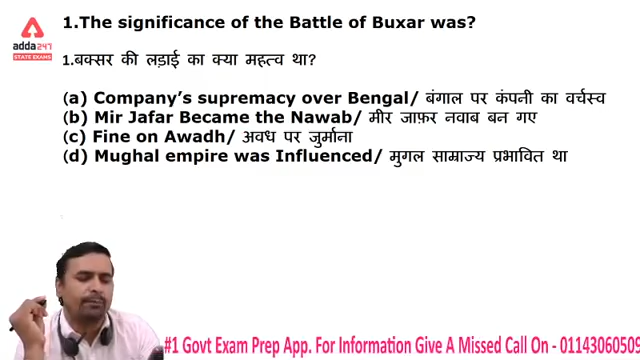 1.The significance of the Battle of Buxar was?
adda247
STATE EXAMS
1.बक्सर की लड़ाई का क्या महत्व था?
(a) Company's supremacy over Bengal/ बंगाल पर कंपनी का वर्चस्व
(b) Mir Jafar Became the Nawab/ मीर जाफ़र नवाब बन गए
(c) Fine on Awadh/ अवध पर जुर्माना
(d) Mughal empire was Influenced/ मुगल साम्राज्य प्रभावित था
#1 Govt Exam Prep App. For Information Give A Missed Call On - 01143060509